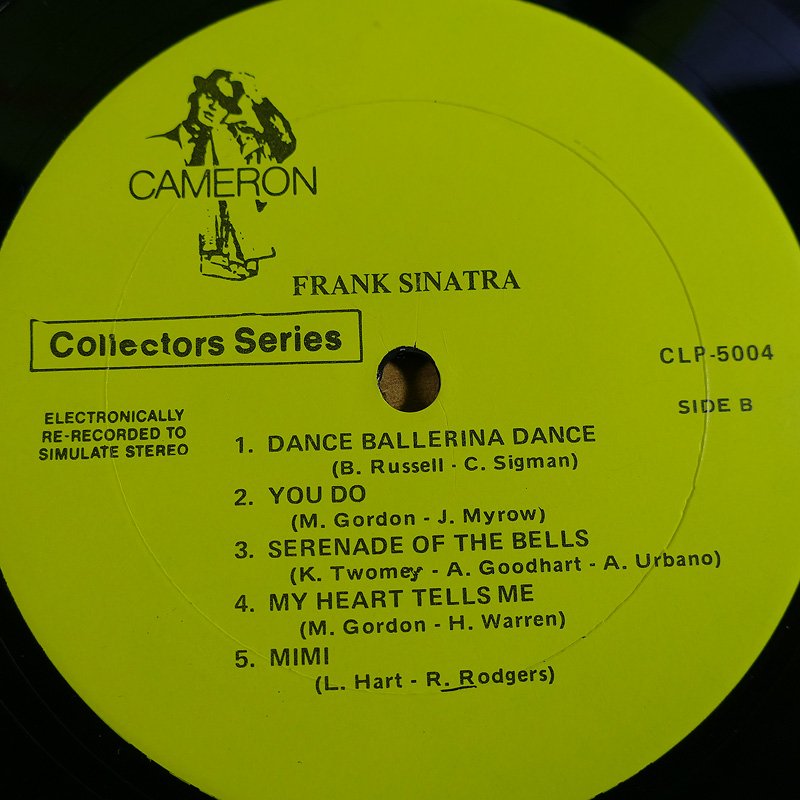 CAMERON
FRANK SINATRA
Collectors Series
CLP-5004
SIDE B
ELECTRONICALLY
RE-RECORDED TO
SIMULATE STEREO
1. DANCE BALLERINA DANCE
(B. Russell - C. Sigman)
2. YOU DO
(M. Gordon - J. Myrow)
3. SERENADE OF THE BELLS
(K. Twomey - A. Goodhart - A. Urbano)
4. MY HEART TELLS ME
(M. Gordon - H. Warren)
5. MIMI
(L. Hart - R. Rodgers)